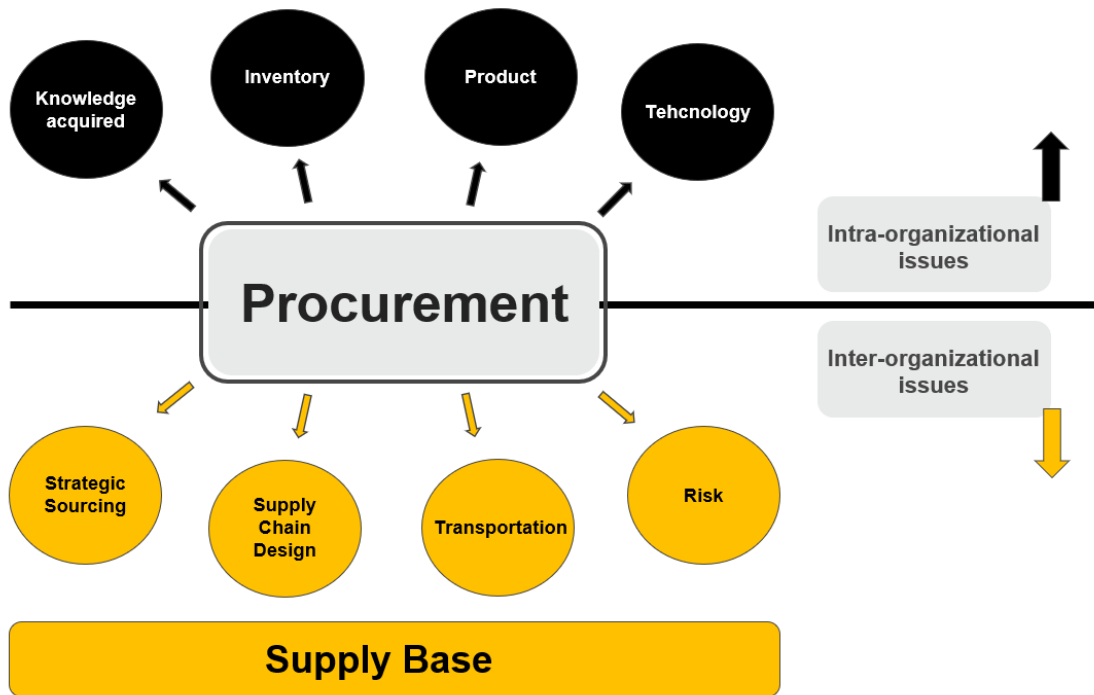 Knowledge
acquired
Inventory
Product
Tehcnology
Procurement
Intra-organizational
issues
Inter-organizational
issues
Strategic
Sourcing
Supply
Chain
Design
Transportation
Risk
Supply Base